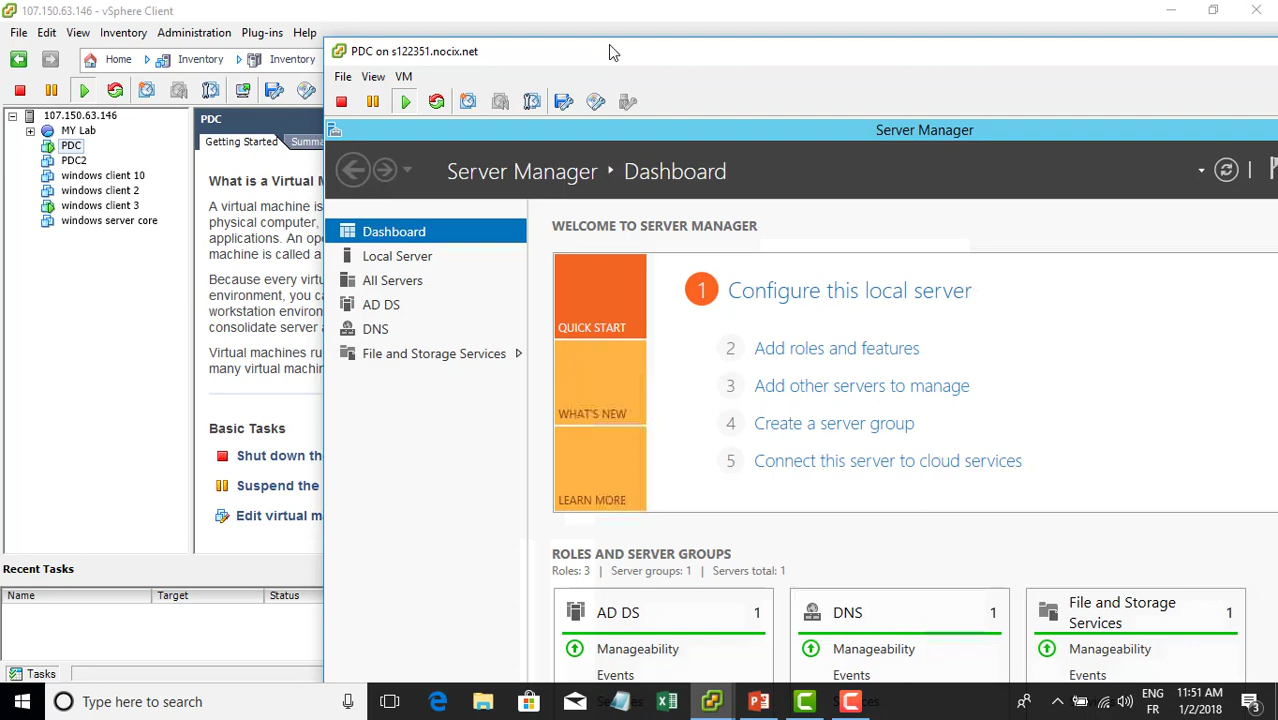 107.150.63.146 - vSphere Client
File Edit View Inventory Administration Plug-ins Help
Home Inventory Inventory
107.150.63.146
MY Lab
PDC
PDC2
windows client 10
windows client 2
windows client 3
windows server core
PDC
Getting Started Summa
What is a Virtual M
A virtual machine is
physical computer,
applications. An ope
machine is called a
Because every virtu
environment, you ca
workstation environ
consolidate server a
Virtual machines ru
many virtual machin
Basic Tasks
Shut down th
Suspend the
Edit virtual m
Recent Tasks
Name Target Status
Tasks
PDC on s122351.nocix.net
File View VM
Server Manager
Server Manager Dashboard
Dashboard
Local Server
All Servers
AD DS
DNS
File and Storage Services
WELCOME TO SERVER MANAGER
QUICK START
WHAT'S NEW
LEARN MORE
1 Configure this local server
2 Add roles and features
3 Add other servers to manage
4 Create a server group
5 Connect this server to cloud services
ROLES AND SERVER GROUPS
Roles: 3 | Server groups: 1 | Servers total: 1
AD DS 1
Manageability
Events
DNS 1
Manageability
Events
File and Storage
Services 1
Manageability
Events
Type here to search
ENG
FR
11:51 AM
1/2/2018
3